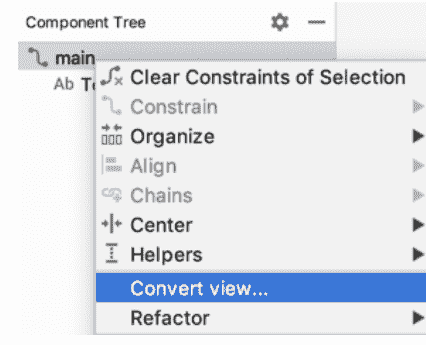 Component Tree
main
Clear Constraints of Selection
Ab
Constrain
Organize
Align
Chains
Center
Helpers
Convert view...
Refactor